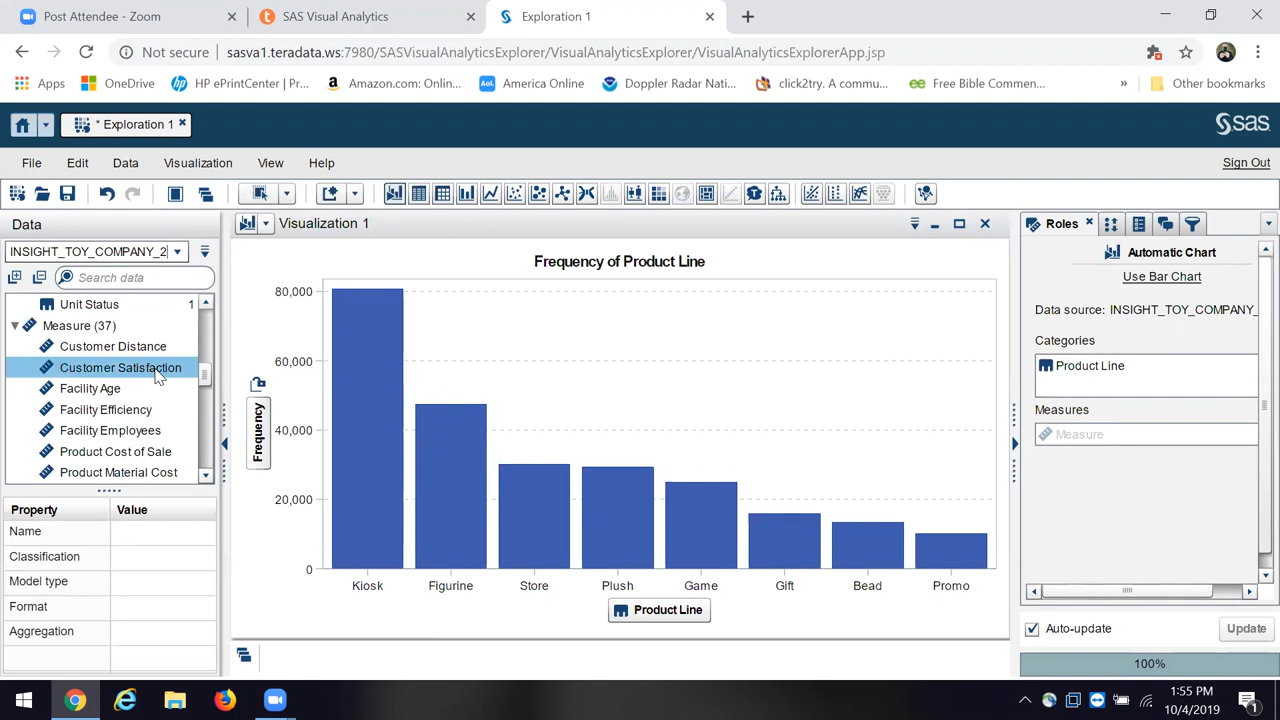 Post Attendee - Zoom
SAS Visual Analytics
Exploration 1
Not secure
sasva1.teradata.ws:7980/SASVisualAnalyticsExplorer/VisualAnalyticsExplorer/VisualAnalyticsExplorerApp.jsp
Apps
OneDrive
HP ePrintCenter | Pr...
Amazon.com: Onlin...
Aol.
America Online
Doppler Radar Natio...
click2try. A commu...
ee
Free Bible Commen...
»
Other bookmarks
* Exploration 1
sas
File
Edit
Data
Visualization
View
Help
Sign Out
Data
INSIGHT_TOY_COMPANY_2
Search data
Unit Status 1
Measure (37)
Customer Distance
Customer Satisfaction
Facility Age
Facility Efficiency
Facility Employees
Product Cost of Sale
Product Material Cost
Property Value
Name
Classification
Model type
Format
Aggregation
Visualization 1
Frequency of Product Line
80,000
60,000
40,000
20,000
0
Frequency
Kiosk Figurine Store Plush Game Gift Bead Promo
Product Line
Roles
Automatic Chart
Use Bar Chart
Data source: INSIGHT_TOY_COMPANY_
Categories
Product Line
Measures
Measure
Auto-update
Update
100%
1:55 PM
10/4/2019
1